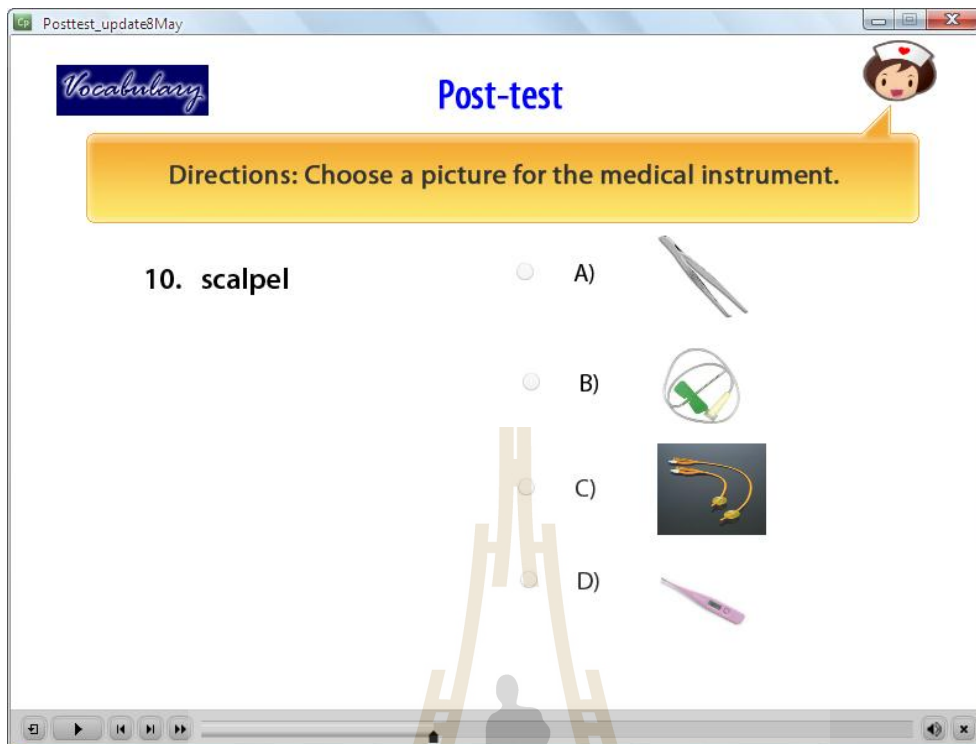 Posttest_update8May
Vocabulary
Post-test
Directions: Choose a picture for the medical instrument.
10. scalpel
A)
B)
C)
D)